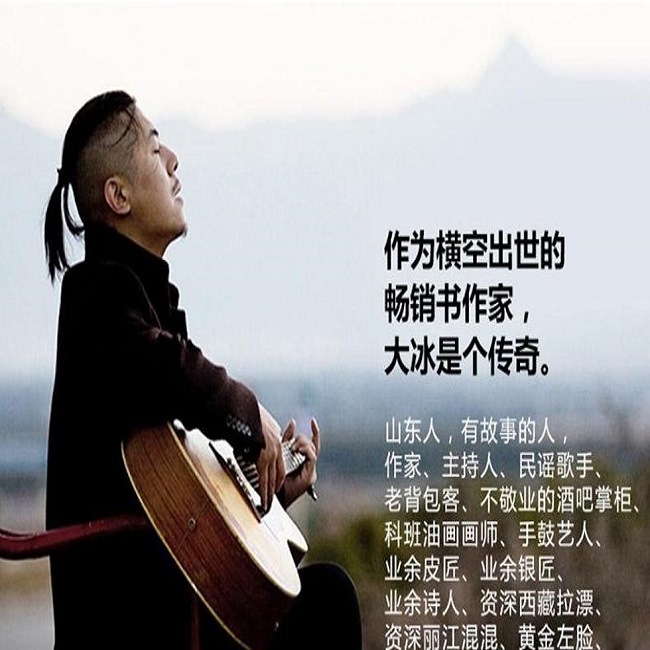 作为横空出世的
畅销书作家，
大冰是个传奇。
山东人，有故事的人，
作家、主持人、民谣歌手、
老背包客、不敬业的酒吧掌柜、
科班油画画师、手鼓艺人、
业余皮匠、业余银匠、
业余诗人、资深西藏拉漂、
资深丽江混混、黄金左脸、